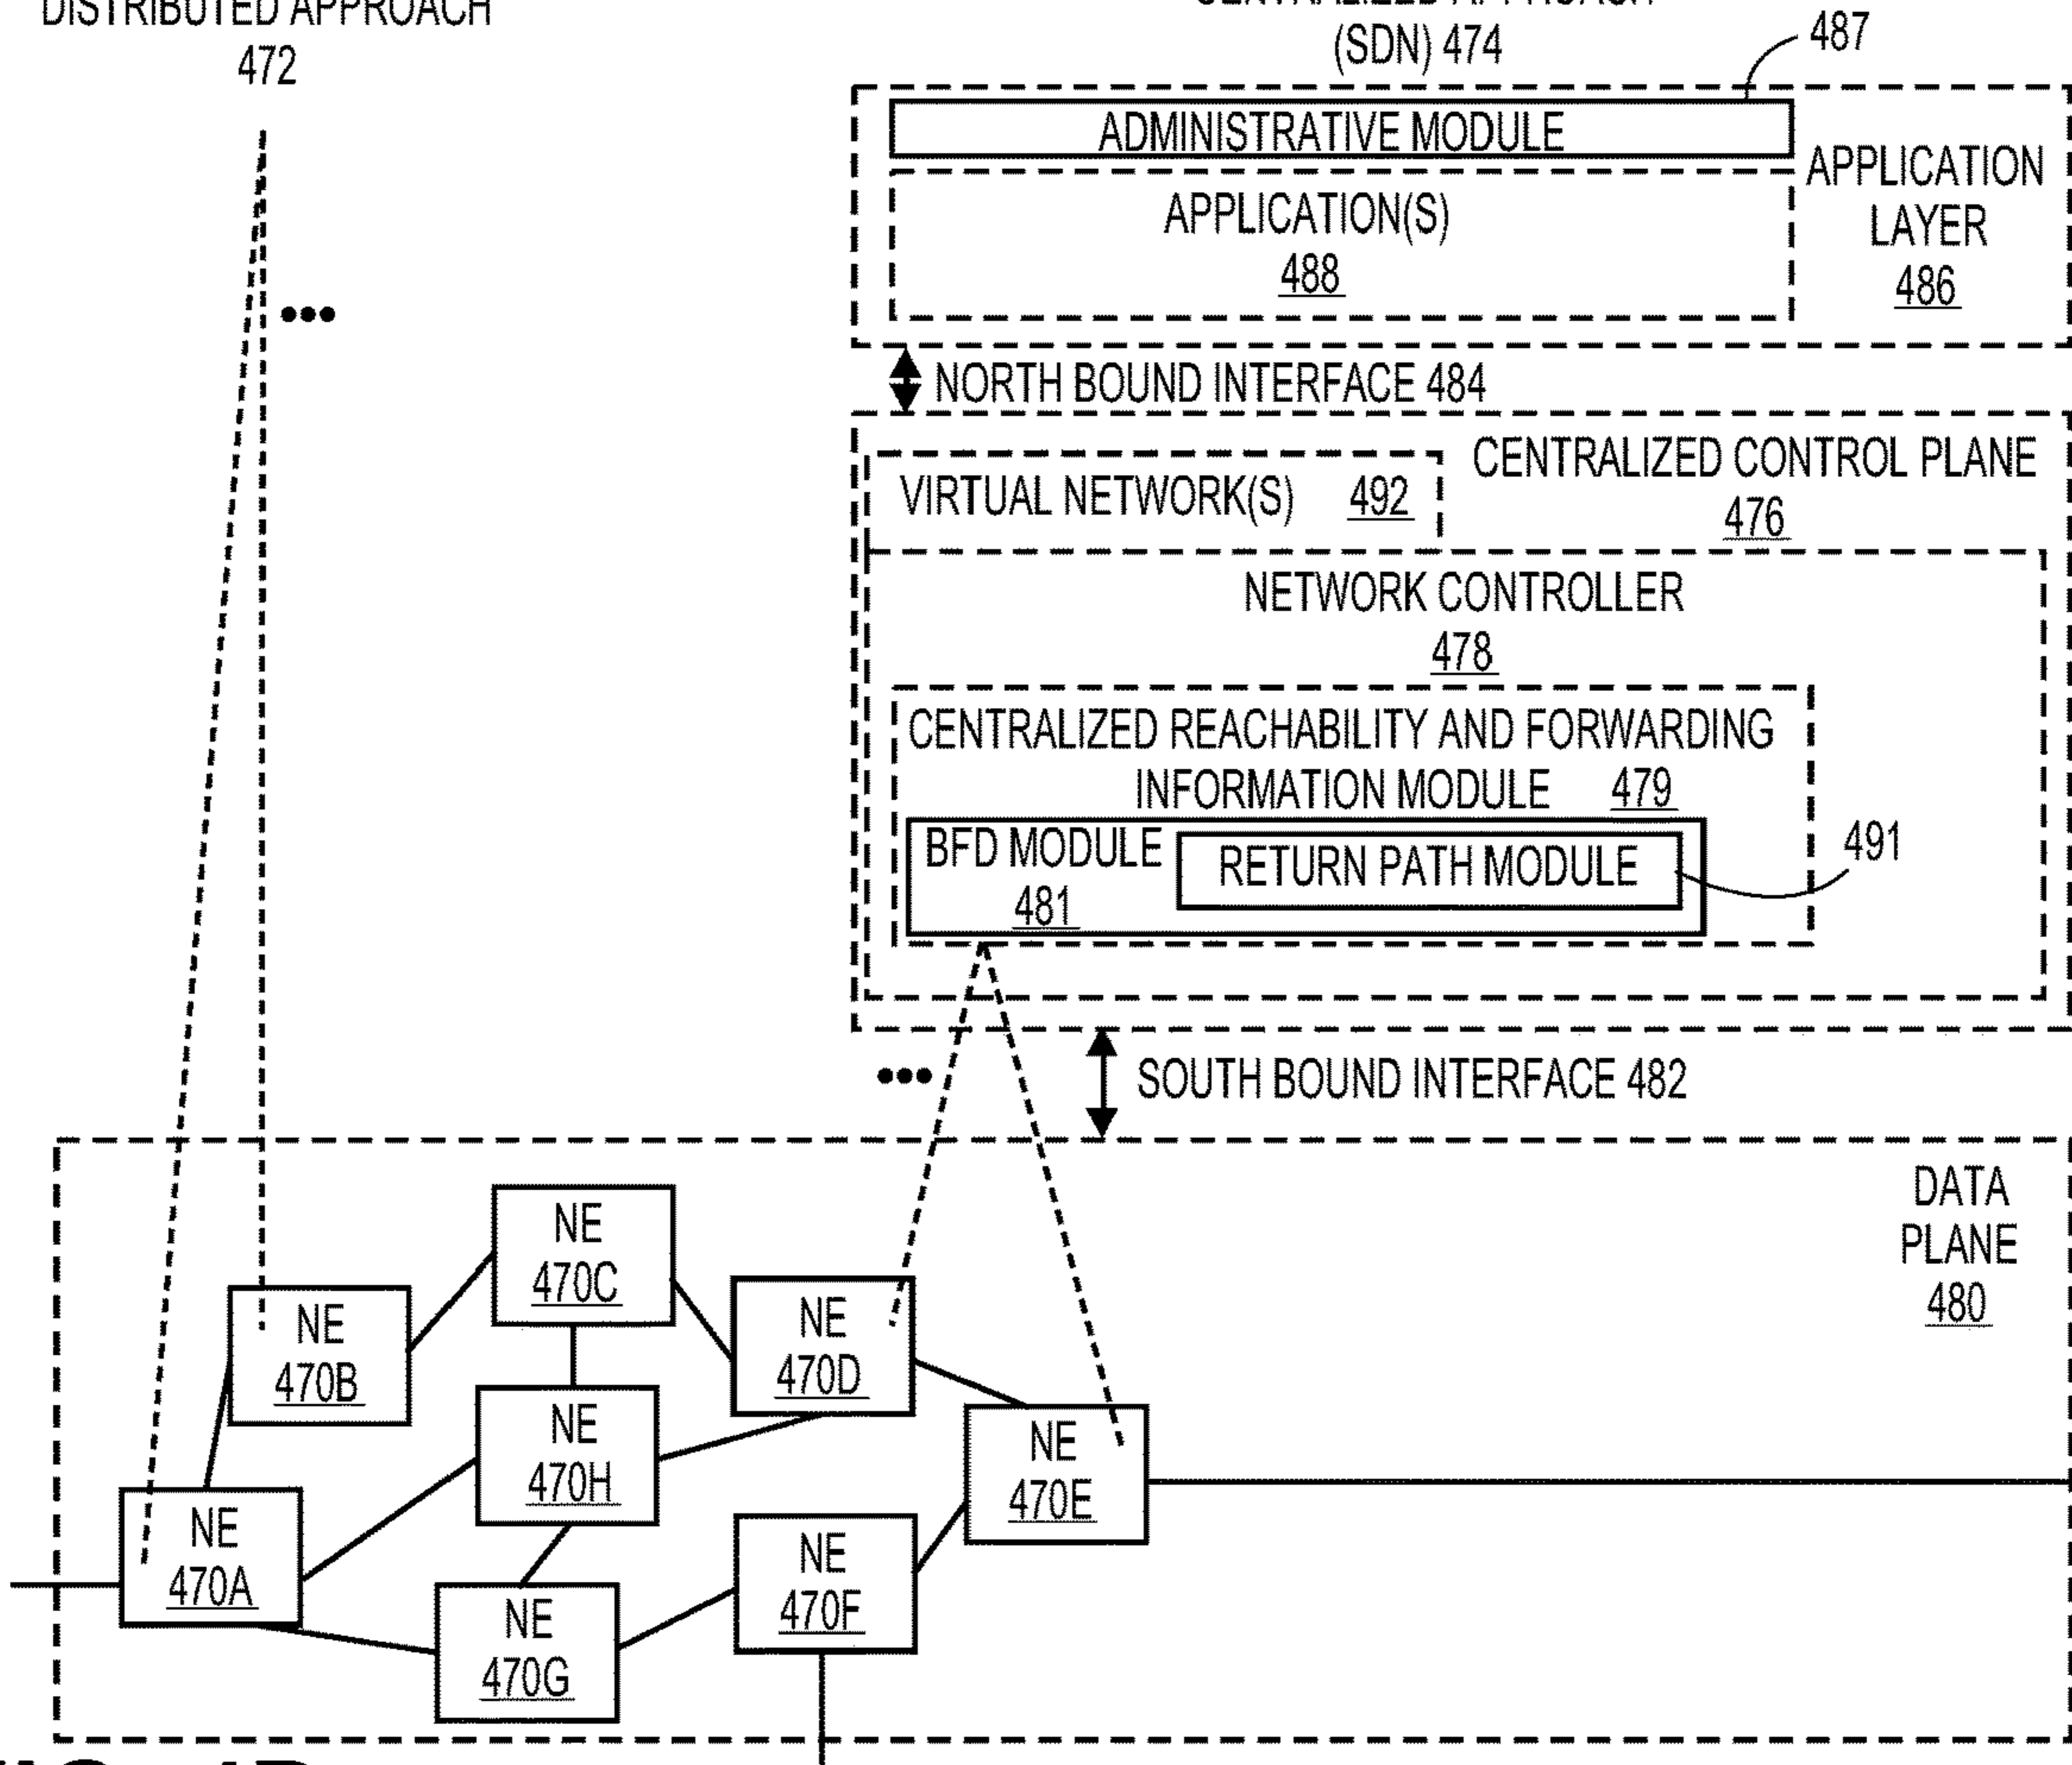 DISTRIBUTED APPROACH
472
CENTRALIZED APPROACH
(SDN) 474
487
ADMINISTRATIVE MODULE
APPLICATION(S)
488
APPLICATION
LAYER
486
NORTH BOUND INTERFACE 484
VIRTUAL NETWORK(S) 492
CENTRALIZED CONTROL PLANE
476
NETWORK CONTROLLER
478
CENTRALIZED REACHABILITY AND FORWARDING
INFORMATION MODULE 479
BFD MODULE
481
RETURN PATH MODULE
491
SOUTH BOUND INTERFACE 482
DATA
PLANE
480
NE
470C
NE
470B
NE
470D
NE
470H
NE
470E
NE
470A
NE
470F
NE
470G